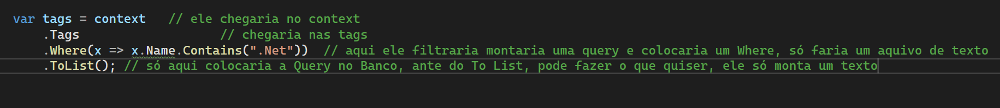 var tags = context   // ele chegaria no context
    .Tags                   // chegaria nas tags
    .Where(x => x.Name.Contains(".Net"))  // aqui ele filtraria montaria uma query e colocaria um Where, só faria um aquivo de texto
    .ToList(); // só aqui colocaria a Query no Banco, ante do To List, pode fazer o que quiser, ele só monta um texto